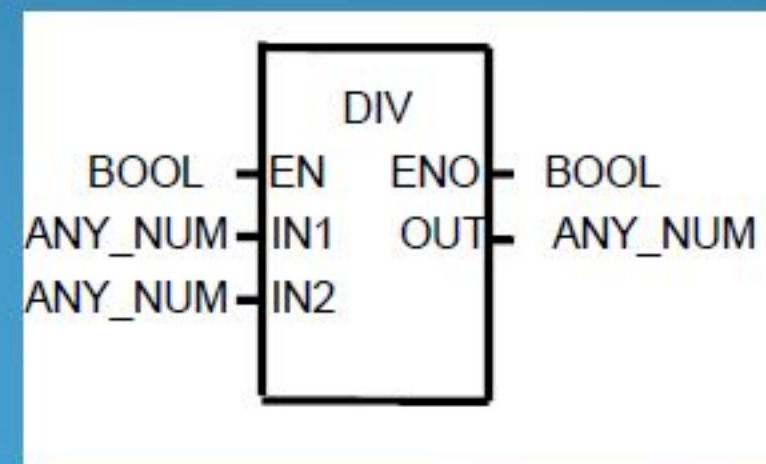 DIV
BOOL EN ENO BOOL
ANY_NUM IN1 OUT ANY_NUM
ANY_NUM IN2